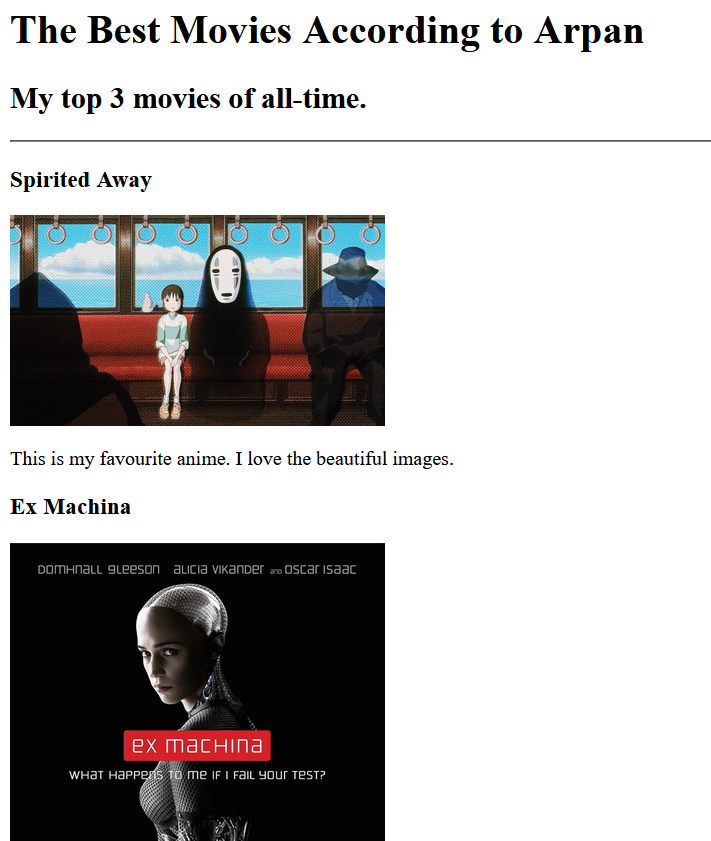 The Best Movies According to Arpan
My top 3 movies of all-time.
Spirited Away
This is my favourite anime. I love the beautiful images.
Ex Machina
DOMHNALL GLEESON ALICIA VIKANDER AND OSCAR ISAAC
EX MACHINA
WHAT HAPPENS TO ME IF I FAIL YOUR TEST?